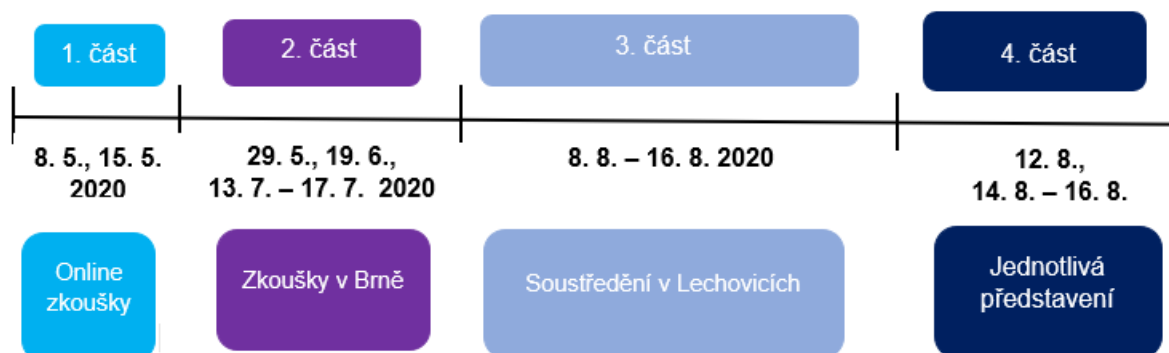 1. část
2. část
3. část
4. část
8. 5., 15. 5.
2020
29. 5., 19. 6.,
13. 7. – 17. 7. 2020
8. 8. – 16. 8. 2020
12. 8.,
14. 8. – 16. 8.
Online
zkoušky
Zkoušky v Brně
Soustředění v Lechovicích
Jednotlivá
představení